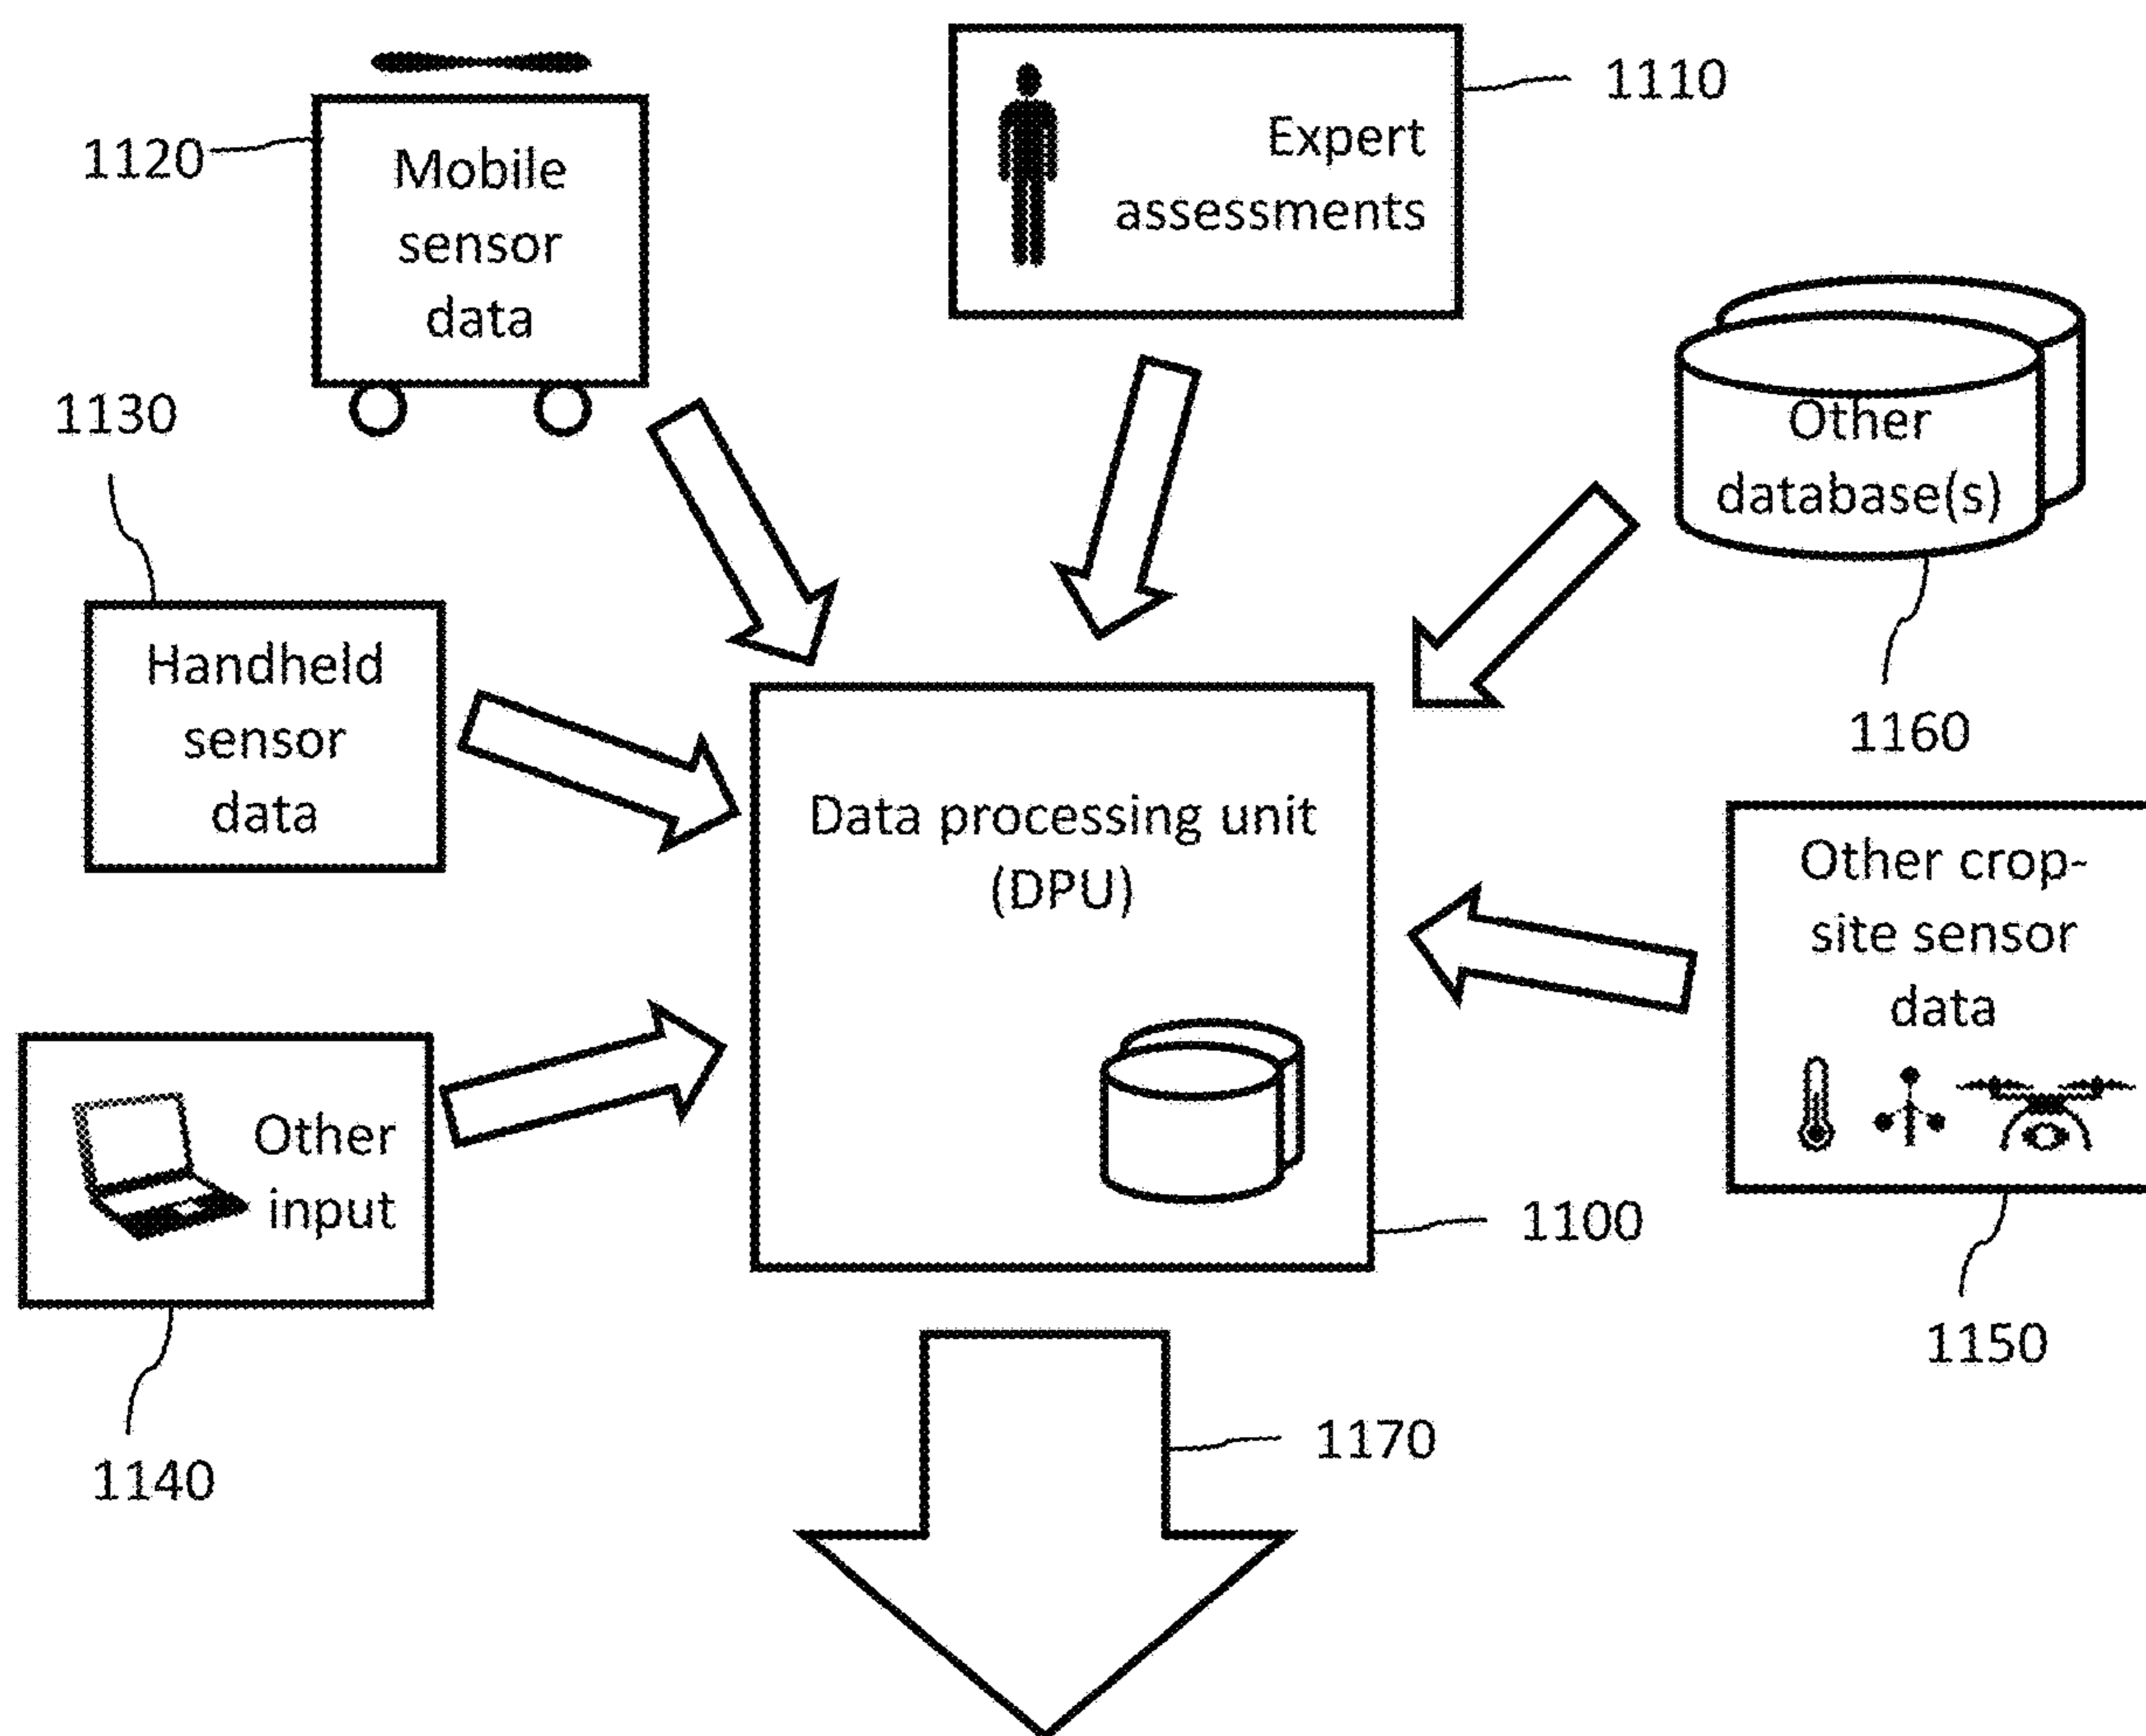 1110
Expert
assessments
1120
Mobile
sensor
data
1130
Other
database(s)
Handheld
sensor
data
1160
Data processing unit
(DPU)
Other crop-
site sensor
data
Other
input
1100
1150
1140
1170